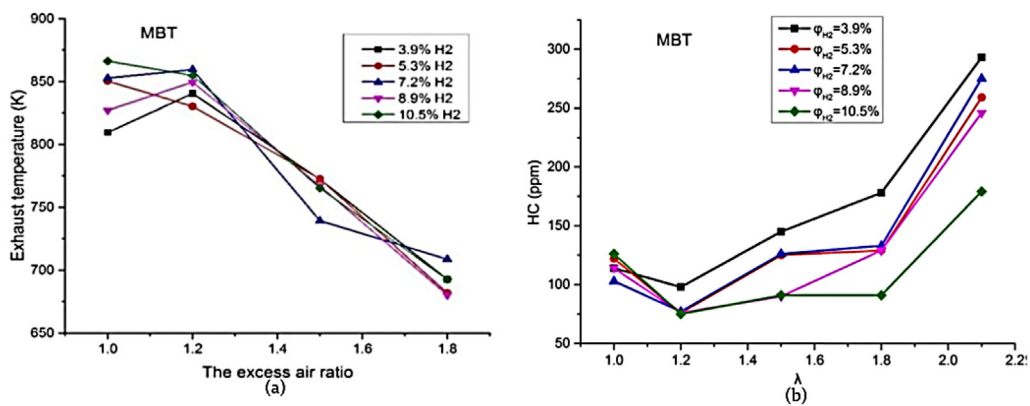 900
850
800
750
700
650
Exhaust temperature (K)
MBT
3.9% H2
5.3% H2
7.2% H2
8.9% H2
10.5% H2
1.0 1.2 1.4 1.6 1.8
The excess air ratio
(a)
300
250
200
150
100
50
HC (ppm)
MBT
φH2=3.9%
φH2=5.3%
φH2=7.2%
φH2=8.9%
φH2=10.5%
1.0 1.2 1.4 1.6 1.8 2.0 2.2
λ
(b)